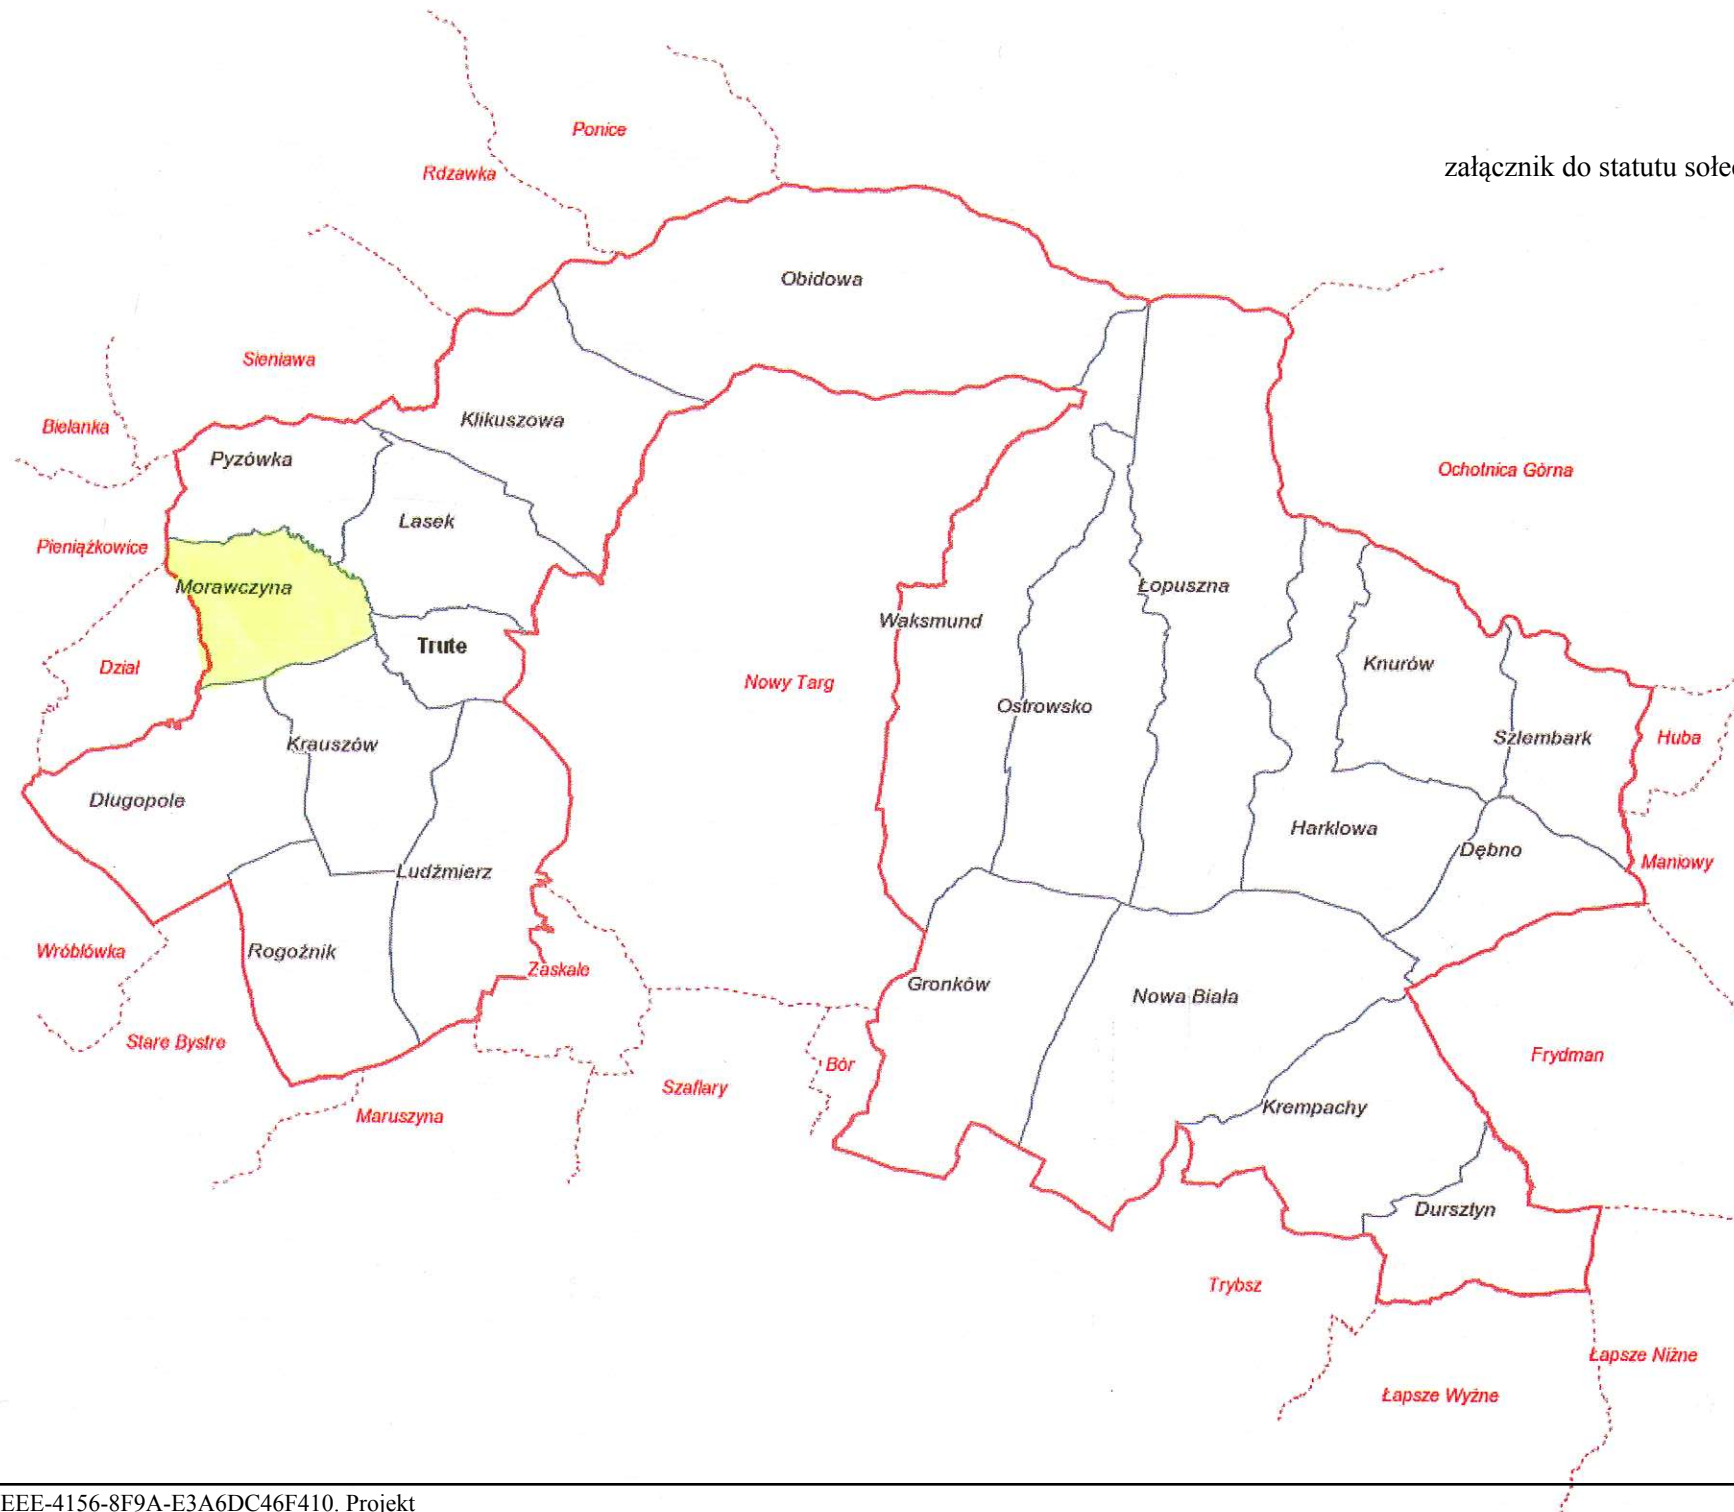 Ponice
załącznik do statutu sołe
Rdzawka
Obidowa
Sieniawa
Klikuszowa
Bielanka
Pyzówka
Ochotnica Górna
Lasek
Pieniążkowice
Morawczyna
Łopuszna
Waksmund
Trute
Knurów
Dział
Nowy Targ
Ostrowsko
Krauszów
Szlembark
Huba
Długopole
Harklowa
Dębno
Maniowy
Ludźmierz
Wróblówka
Rogoźnik
Zaskale
Gronków
Nowa Biała
Stare Bystre
Frydman
Bór
Szaflary
Krempachy
Maruszyna
Dursztyn
Trybsz
Łapsze Niżne
Łapsze Wyżne
EEE-4156-8F9A-E3A6DC46F410. Projekt